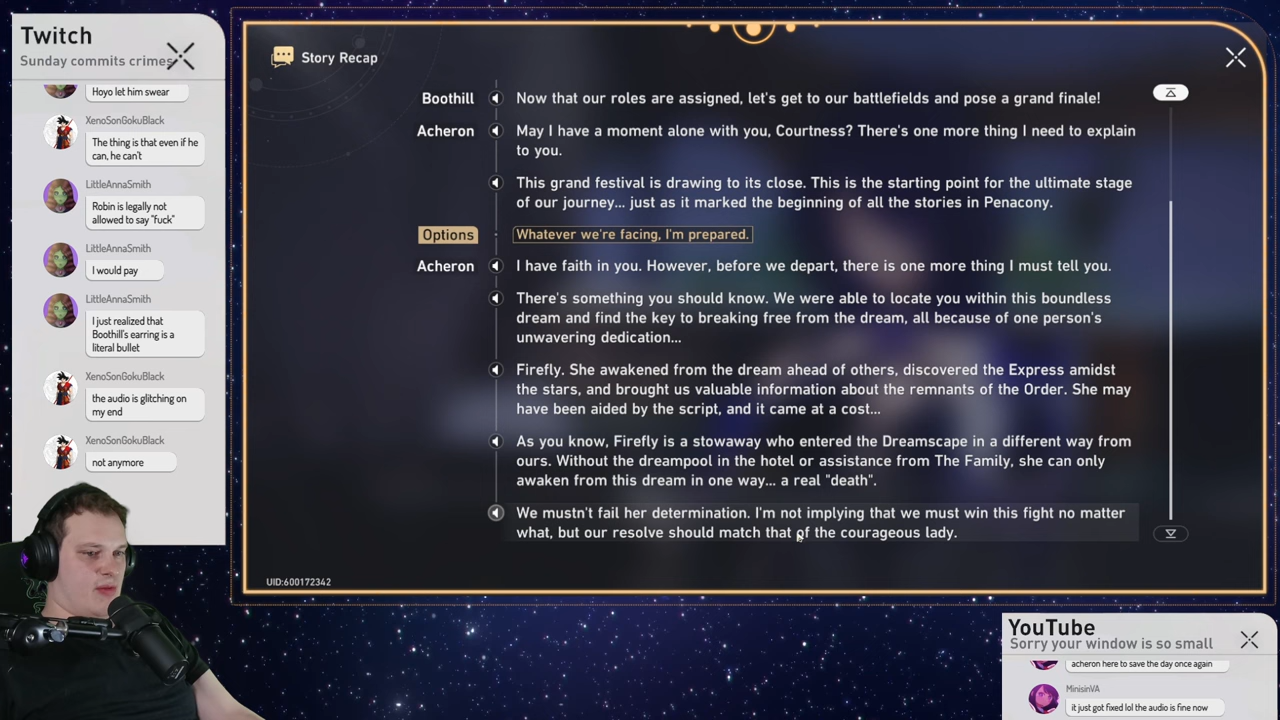 Twitch
Sunday commits crimes
Hoyo let him swear
XenoSonGokuBlack
The thing is that even if he
can, he can't
LittleAnnaSmith
Robin is legally not
allowed to say "fuck"
LittleAnnaSmith
I would pay
LittleAnnaSmith
I just realized that
Boothill's earring is a
literal bullet
XenoSonGokuBlack
the audio is glitching on
my end
XenoSonGokuBlack
not anymore
Story Recap
Boothill
Now that our roles are assigned, let's get to our battlefields and pose a grand finale!
Acheron
May I have a moment alone with you, Courtness? There's one more thing I need to explain
to you.
This grand festival is drawing to its close. This is the starting point for the ultimate stage
of our journey... just as it marked the beginning of all the stories in Penacony.
Options
Whatever we're facing, I'm prepared.
Acheron
I have faith in you. However, before we depart, there is one more thing I must tell you.
There's something you should know. We were able to locate you within this boundless
dream and find the key to breaking free from the dream, all because of one person's
unwavering dedication...
Firefly. She awakened from the dream ahead of others, discovered the Express amidst
the stars, and brought us valuable information about the remnants of the Order. She may
have been aided by the script, and it came at a cost...
As you know, Firefly is a stowaway who entered the Dreamscape in a different way from
ours. Without the dreampool in the hotel or assistance from The Family, she can only
awaken from this dream in one way... a real "death".
We mustn't fail her determination. I'm not implying that we must win this fight no matter
what, but our resolve should match that of the courageous lady.
UID:600172342
YouTube
Sorry your window is so small
acheron here to save the day once again
MinisinVA
it just got fixed lol the audio is fine now